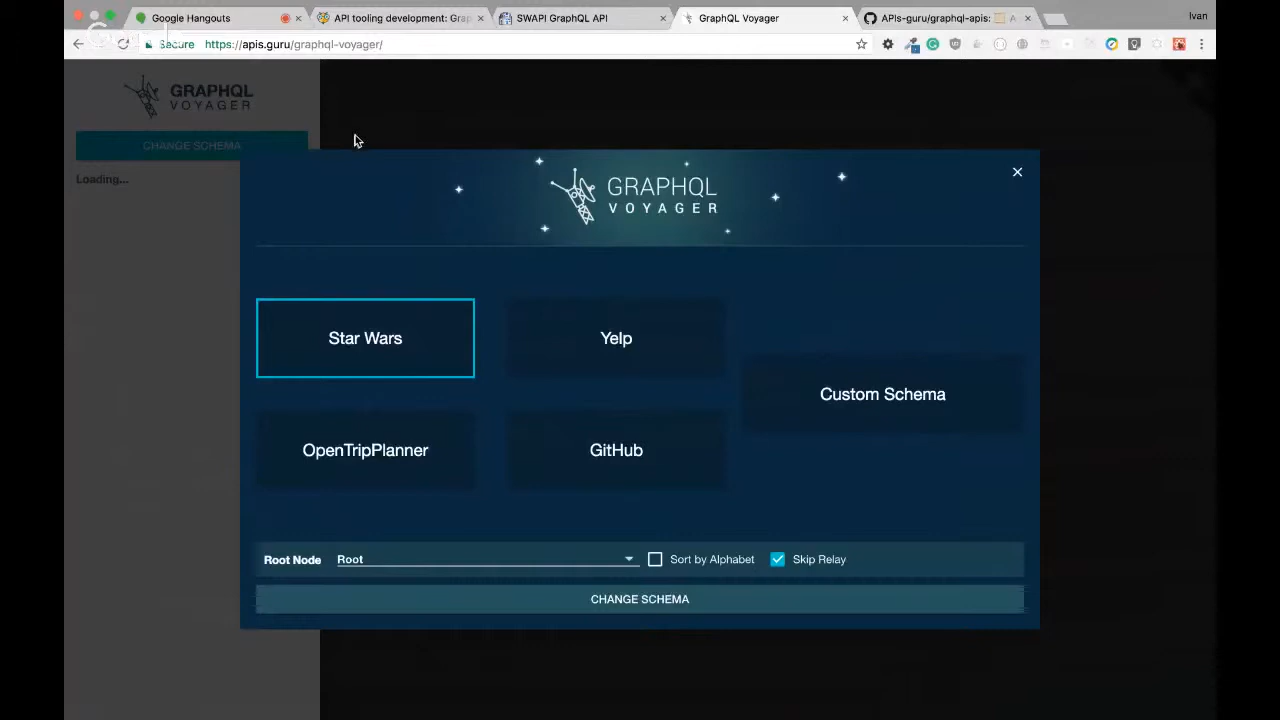 Google Hangouts
API tooling development: Grap
SWAPI GraphQL API
GraphQL Voyager
APIs-guru/graphql-apis:
Ivan
Secure
https://apis.guru/graphql-voyager/
GRAPHQL
VOYAGER
CHANGE SCHEMA
Loading...
GRAPHQL
VOYAGER
Star Wars
Yelp
Custom Schema
OpenTripPlanner
GitHub
Root Node
Root
Sort by Alphabet
Skip Relay
CHANGE SCHEMA